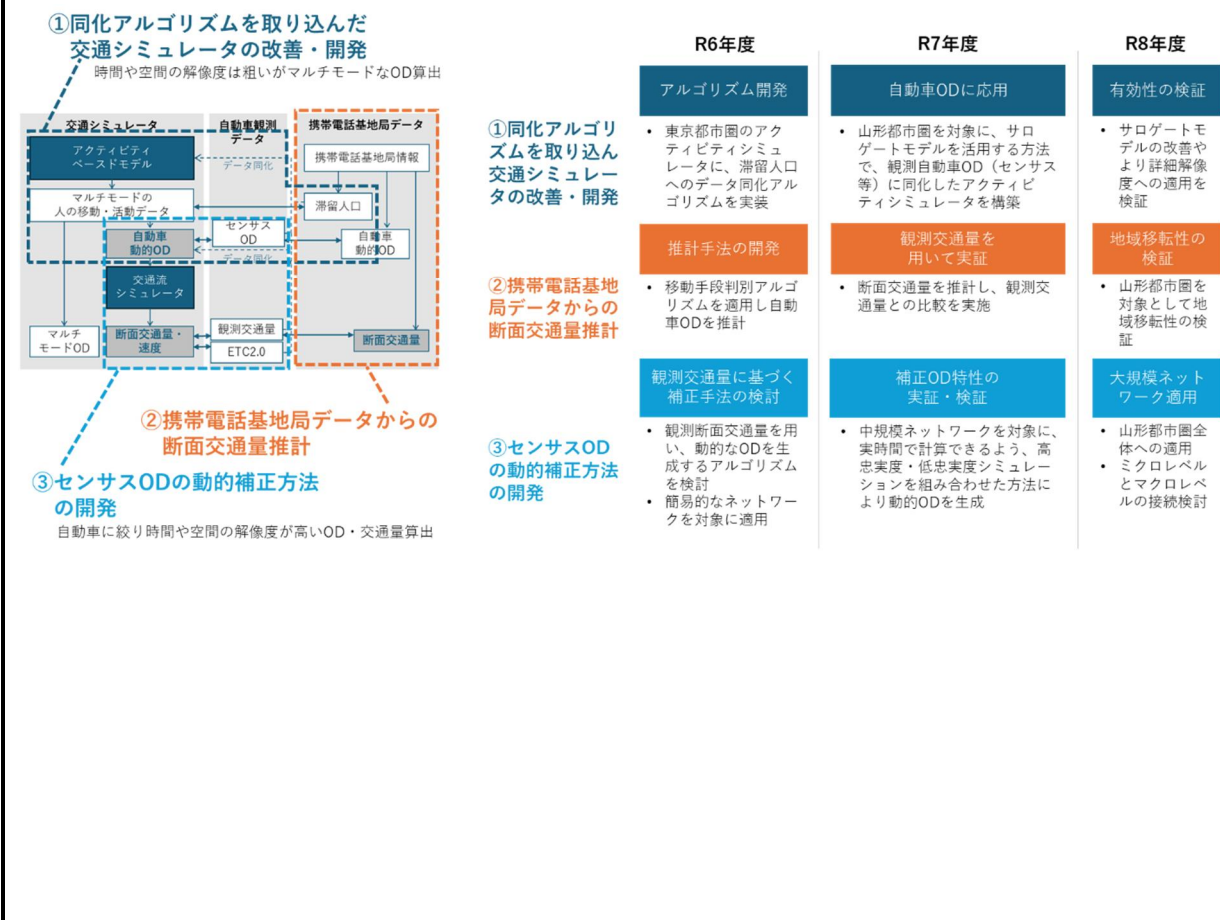 ①同化アルゴリズムを取り込んだ
交通シミュレータの改善・開発
時間や空間の解像度は粗いがマルチモードなOD算出
交通シミュレータ
自動車観測
データ
携帯電話基地局データ
アクティビティ
ベースドモデル
データ同化
携帯電話基地局情報
マルチモードの
人の移動・活動データ
滞留人口
自動車
動的OD
センサス
OD
自動車
動的OD
データ同化
交通流
シミュレータ
マルチ
モードOD
断面交通量・
速度
観測交通量
ETC2.0
断面交通量
②携帯電話基地局データからの
断面交通量推計
③センサスODの動的補正方法
の開発
自動車に絞り時間や空間の解像度が高いOD・交通量算出
R6年度
R7年度
R8年度
①同化アルゴリ
ズムを取り込ん
交通シミュレー
タの改善・開発
アルゴリズム開発
• 東京都市圏のアク
ティビティシミュ
レータに、滞留人口
へのデータ同化アル
ゴリズムを実装
自動車ODに応用
• 山形都市圏を対象に、サロ
ゲートモデルを活用する方法
で、観測自動車OD（センサス
等）に同化したアクティビ
ティシミュレータを構築
有効性の検証
• サロゲートモ
デルの改善や
より詳細解像
度への適用を
検証
②携帯電話基地
局データからの
断面交通量推計
推計手法の開発
• 移動手段判別アルゴ
リズムを適用し自動
車ODを推計
観測交通量を
用いて実証
• 断面交通量を推計し、観測交
通量との比較を実施
地域移転性の
検証
• 山形都市圏を
対象として地
域移転性の検
証
③センサスOD
の動的補正方法
の開発
観測交通量に基づく
補正手法の検討
• 観測断面交通量を用
い、動的なODを生
成するアルゴリズム
を検討
• 簡易的なネットワー
クを対象に適用
補正OD特性の
実証・検証
• 中規模ネットワークを対象に、
実時間で計算できるよう、高
忠実度・低忠実度シミュレー
ションを組み合わせた方法に
より動的ODを生成
大規模ネット
ワーク適用
• 山形都市圏全
体への適用
• ミクロレベル
とマクロレベ
ルの接続検討